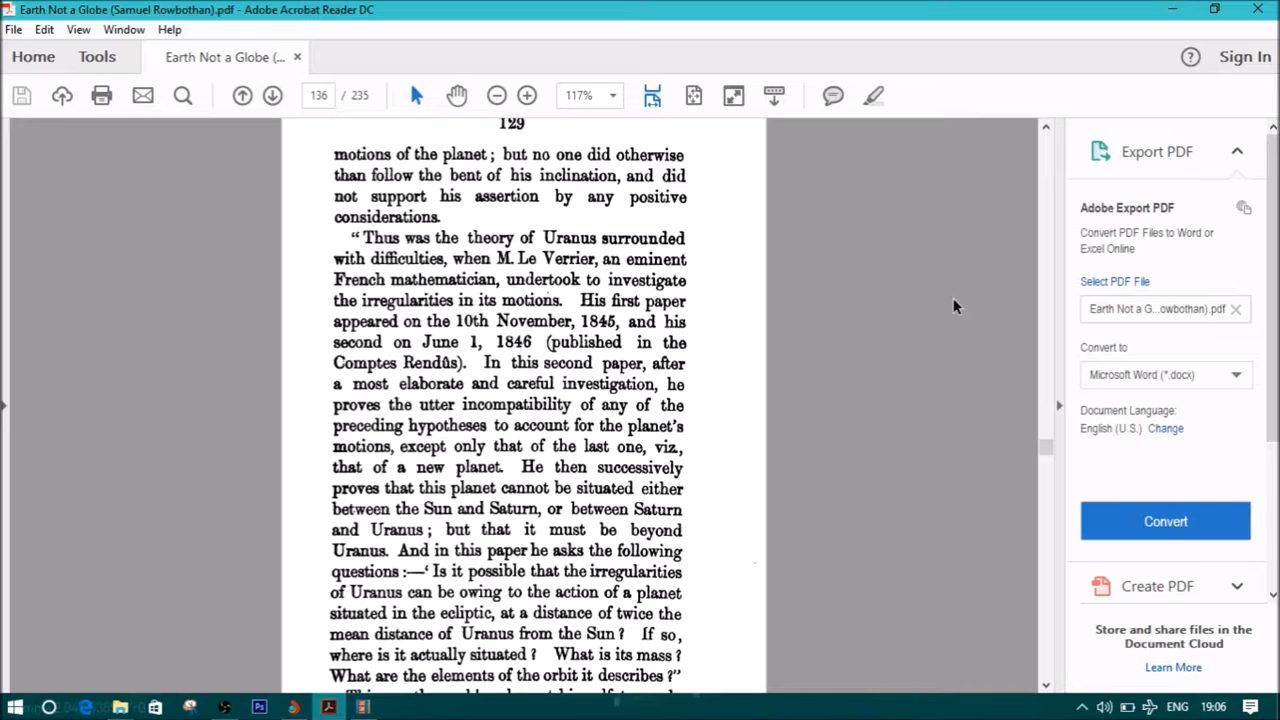 Earth Not a Globe (Samuel Rowbothan).pdf - Adobe Acrobat Reader DC
File Edit View Window Help
Home Tools Earth Not a Globe (... × Sign In
136 / 235 117%
129
motions of the planet ; but no one did otherwise
than follow the bent of his inclination, and did
not support his assertion by any positive
considerations.
“ Thus was the theory of Uranus surrounded
with difficulties, when M. Le Verrier, an eminent
French mathematician, undertook to investigate
the irregularities in its motions. His first paper
appeared on the 10th November, 1845, and his
second on June 1, 1846 (published in the
Comptes Rendûs). In this second paper, after
a most elaborate and careful investigation, he
proves the utter incompatibility of any of the
preceding hypotheses to account for the planet's
motions, except only that of the last one, viz.,
that of a new planet. He then successively
proves that this planet cannot be situated either
between the Sun and Saturn, or between Saturn
and Uranus ; but that it must be beyond
Uranus. And in this paper he asks the following
questions :—‘ Is it possible that the irregularities
of Uranus can be owing to the action of a planet
situated in the ecliptic, at a distance of twice the
mean distance of Uranus from the Sun ? If so,
where is it actually situated ? What is its mass ?
What are the elements of the orbit it describes ?”
Export PDF
Adobe Export PDF
Convert PDF Files to Word or
Excel Online
Select PDF File
Earth Not a G...owbothan).pdf
Convert to
Microsoft Word (*.docx)
Document Language:
English (U.S.) Change
Convert
Create PDF
Store and share files in the
Document Cloud
Learn More
ENG 19:06